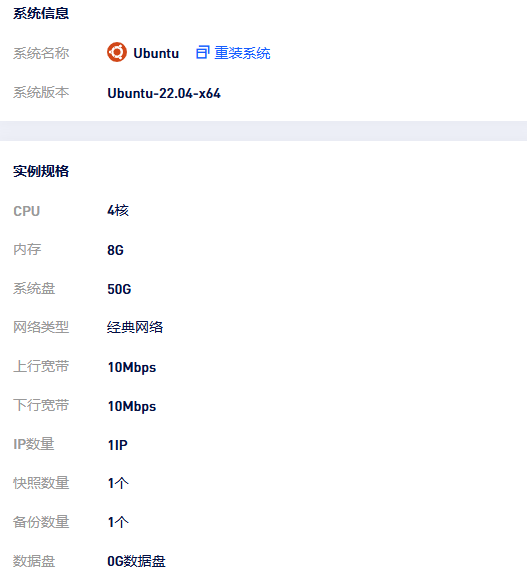 系统信息
系统名称 Ubuntu 重装系统
系统版本 Ubuntu-22.04-x64
实例规格
CPU 4核
内存 8G
系统盘 50G
网络类型 经典网络
上行宽带 10Mbps
下行宽带 10Mbps
IP数量 1IP
快照数量 1个
备份数量 1个
数据盘 0G数据盘